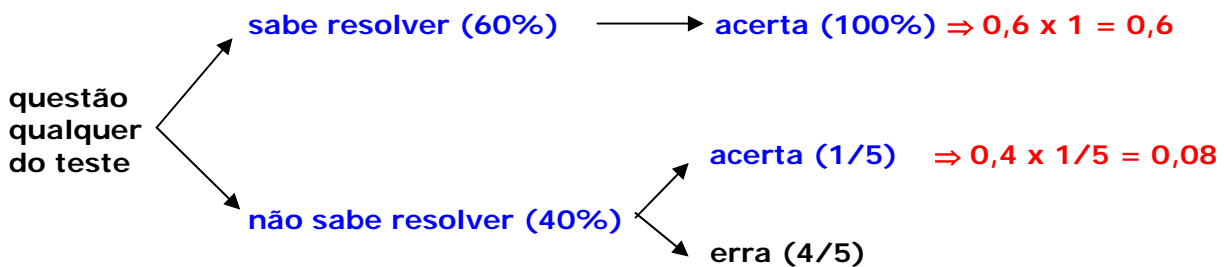 sabe resolver (60%) acerta (100%) ⇒ 0,6 x 1 = 0,6
questão
qualquer
do teste
acerta (1/5) ⇒ 0,4 x 1/5 = 0,08
não sabe resolver (40%)
erra (4/5)